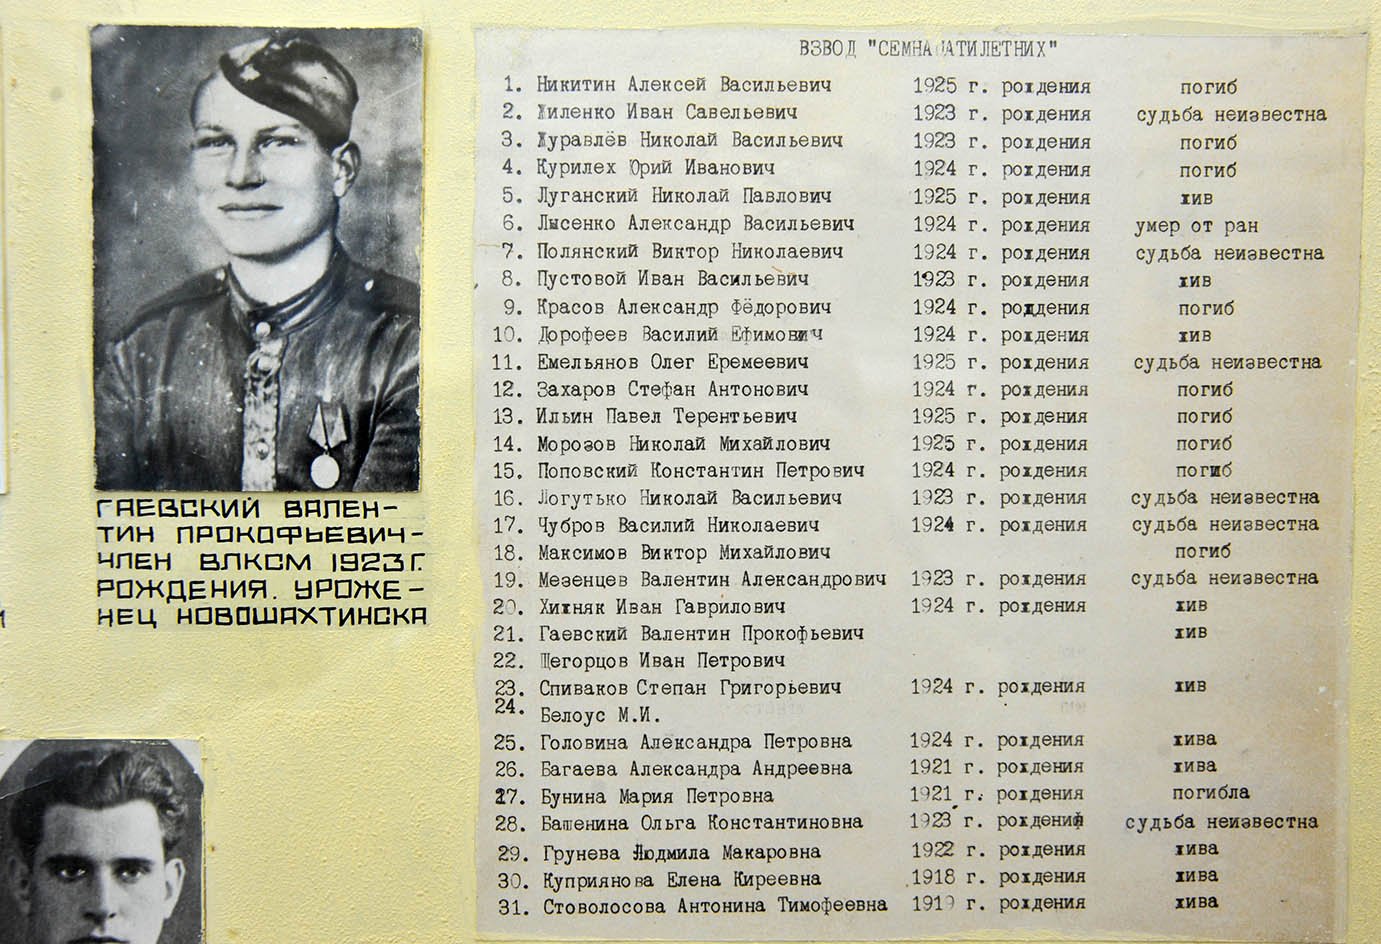 ГАЕВСКИЙ ВАЛЕН-
ТИН ПРОКОФЬЕВИЧ-
ЧЛЕН ВЛКСМ 1923 Г.
РОЖДЕНИЯ. УРОЖЕ-
НЕЦ НОВОШАХТИНСКА
ВЗВОД "СЕМНАДЦАТИЛЕТНИХ"
1. Никитин Алексей Васильевич 1925 г. рождения погиб
2. Жиленко Иван Савельевич 1923 г. рождения судьба неизвестна
3. Журавлёв Николай Васильевич 1923 г. рождения погиб
4. Курилех Юрий Иванович 1924 г. рождения погиб
5. Луганский Николай Павлович 1925 г. рождения жив
6. Лысенко Александр Васильевич 1924 г. рождения умер от ран
7. Полянский Виктор Николаевич 1924 г. рождения судьба неизвестна
8. Пустовой Иван Васильевич 1923 г. рождения жив
9. Красов Александр Фёдорович 1924 г. рождения погиб
10. Дорофеев Василий Ефимович 1924 г. рождения жив
11. Емельянов Олег Еремеевич 1925 г. рождения судьба неизвестна
12. Захаров Стефан Антонович 1924 г. рождения погиб
13. Ильин Павел Терентьевич 1925 г. рождения погиб
14. Морозов Николай Михайлович 1925 г. рождения погиб
15. Поповский Константин Петрович 1924 г. рождения погиб
16. Логутько Николай Васильевич 1923 г. рождения судьба неизвестна
17. Чубров Василий Николаевич 1924 г. рождения судьба неизвестна
18. Максимов Виктор Михайлович погиб
19. Мезенцев Валентин Александрович 1923 г. рождения судьба неизвестна
20. Хижняк Иван Гаврилович 1924 г. рождения жив
21. Гаевский Валентин Прокофьевич жив
22. Щегорцов Иван Петрович
23. Спиваков Степан Григорьевич 1924 г. рождения жив
24. Белоус М.И.
25. Головина Александра Петровна 1924 г. рождения жива
26. Багаева Александра Андреевна 1921 г. рождения жива
27. Бунина Мария Петровна 1921 г. рождения погибла
28. Башенина Ольга Константиновна 1923 г. рождения судьба неизвестна
29. Грунева Людмила Макаровна 1922 г. рождения жива
30. Куприянова Елена Киреевна 1918 г. рождения жива
31. Стоволосова Антонина Тимофеевна 1919 г. рождения жива